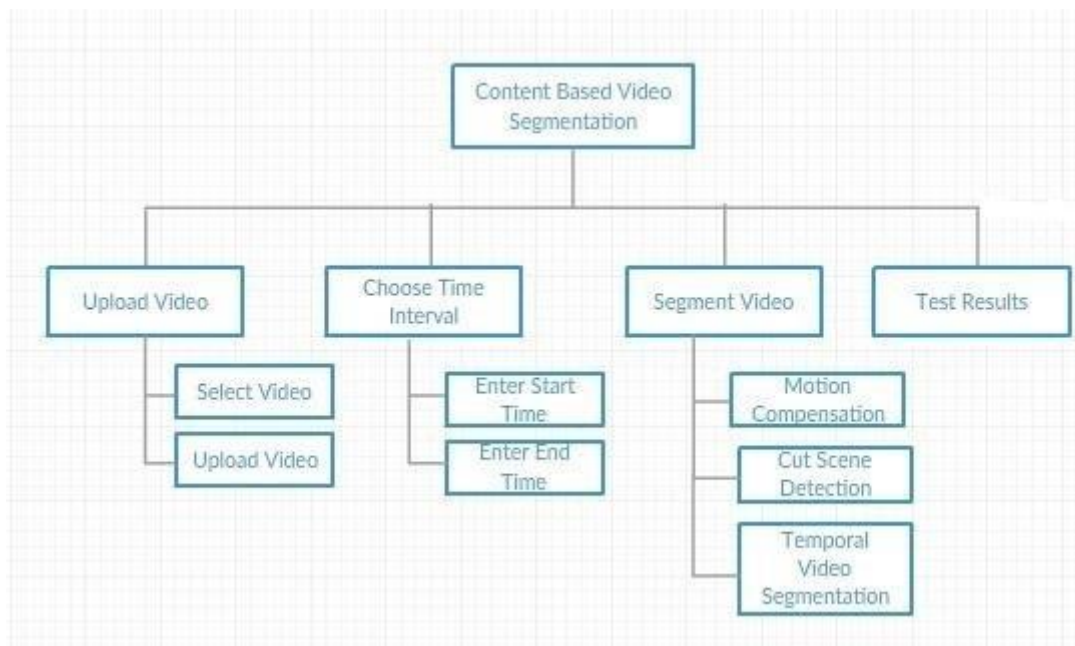 Content Based Video
Segmentation
Upload Video
Choose Time
Interval
Segment Video
Test Results
Select Video
Upload Video
Enter Start
Time
Enter End
Time
Motion
Compensation
Cut Scene
Detection
Temporal
Video
Segmentation